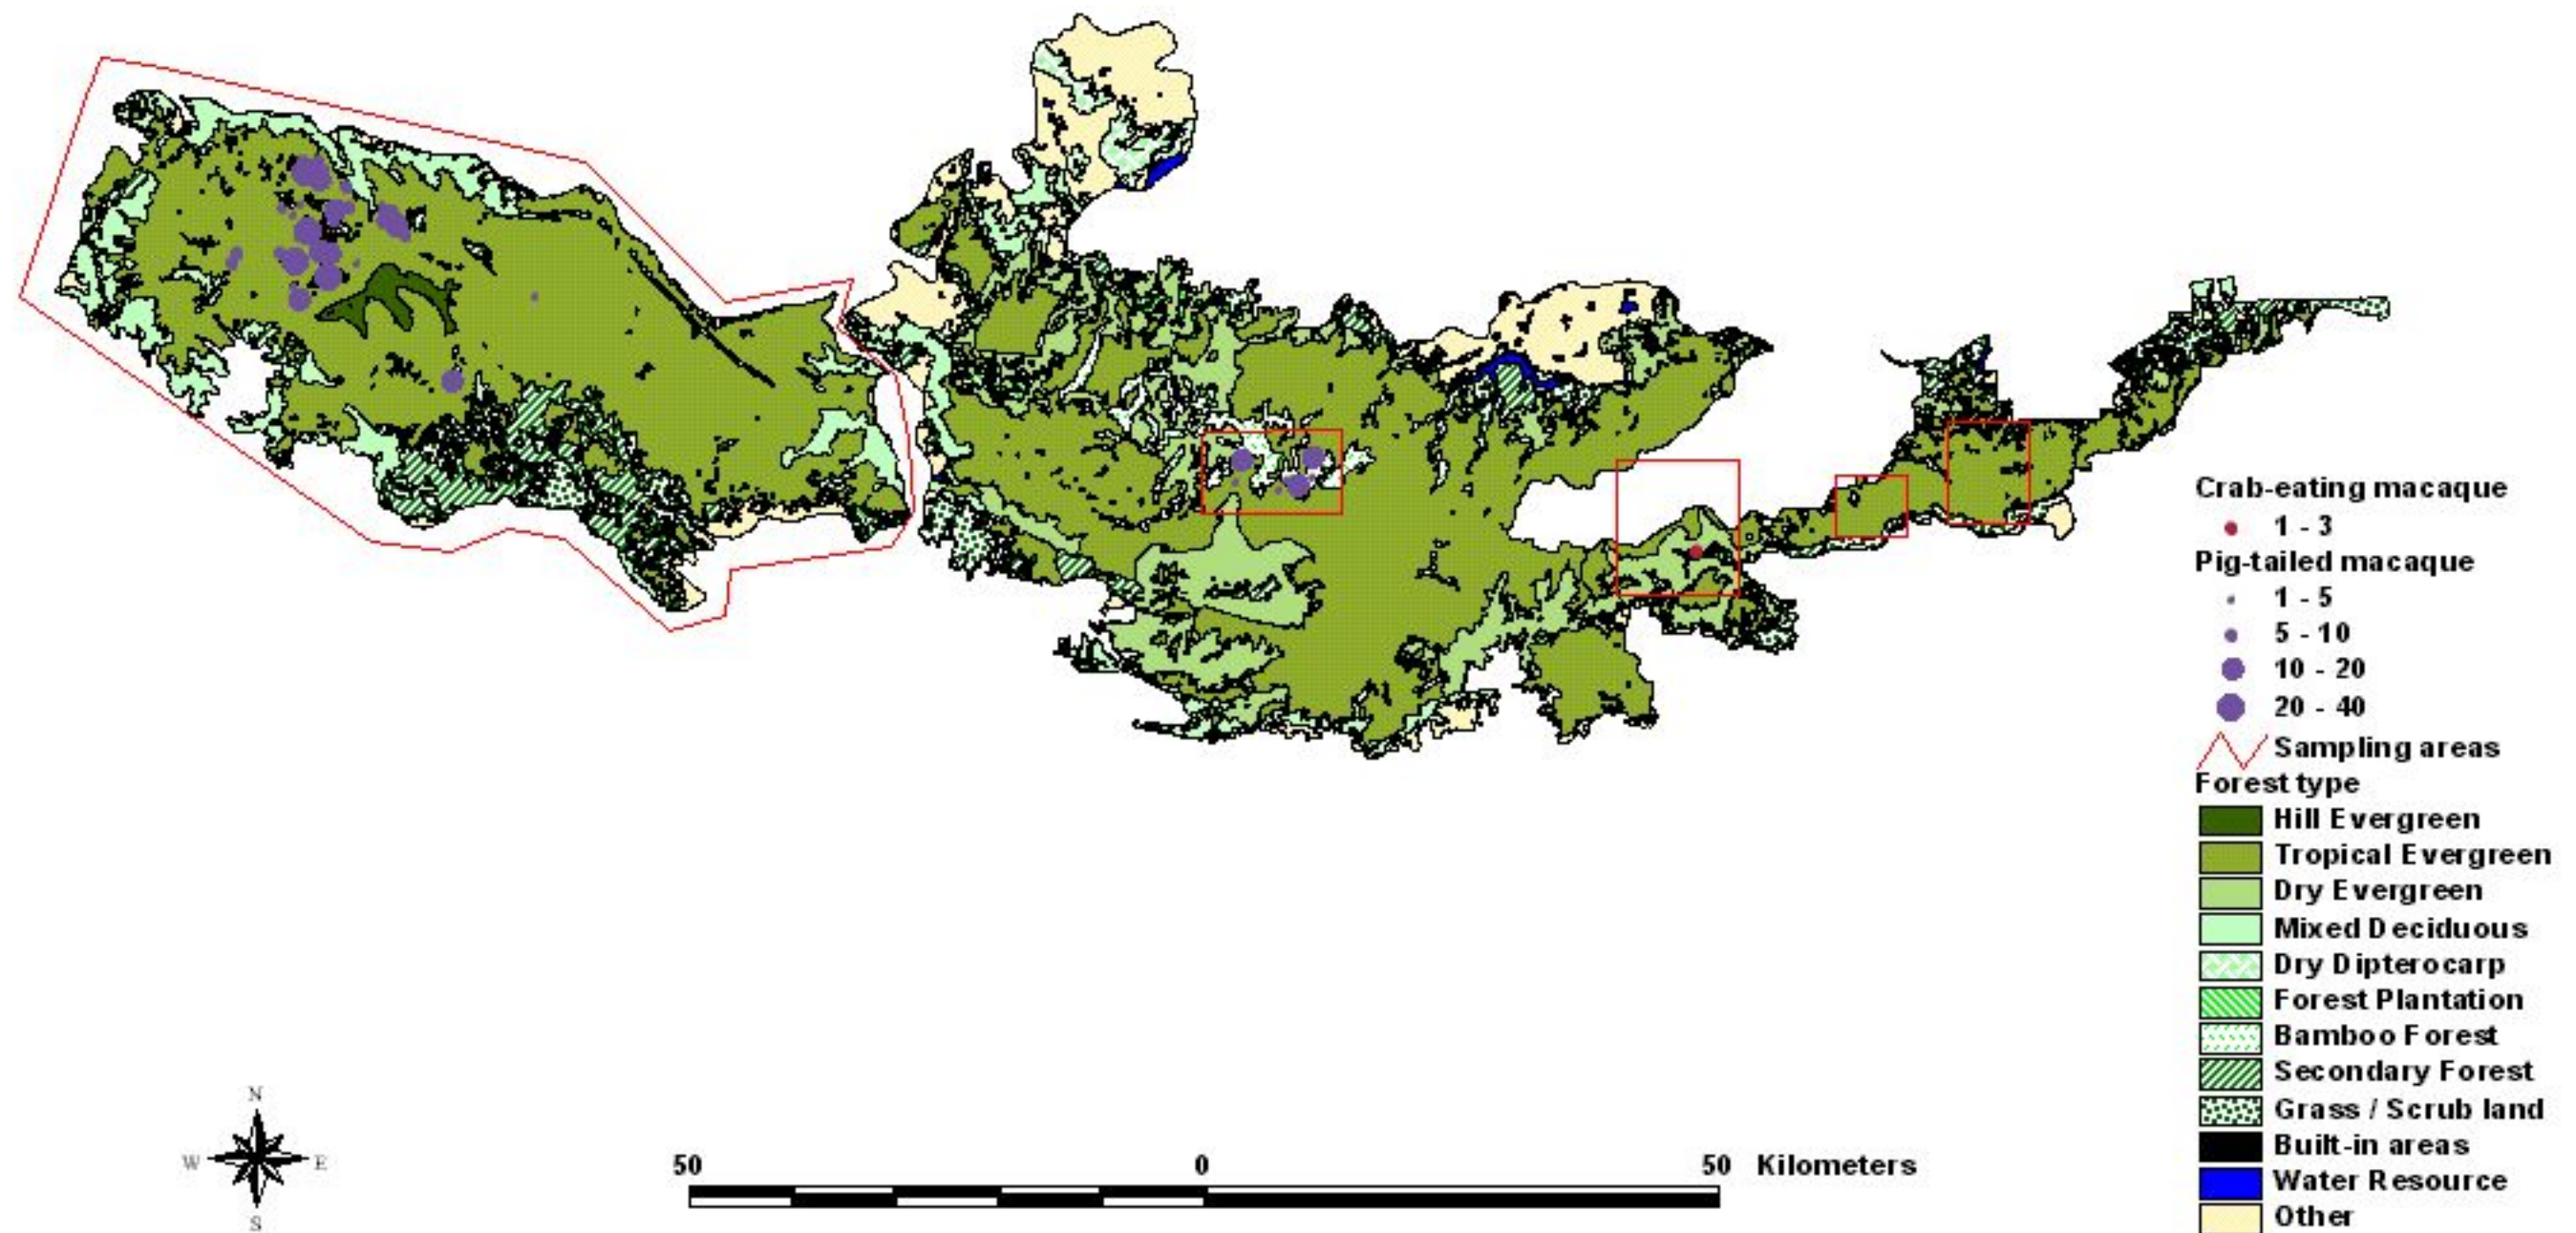 Crab-eating macaque
1 - 3
Pig-tailed macaque
1 - 5
5 - 10
10 - 20
20 - 40
Sampling areas
Forest type
Hill Evergreen
Tropical Evergreen
Dry Evergreen
Mixed Deciduous
Dry Dipterocarp
Forest Plantation
Bamboo Forest
Secondary Forest
Grass / Scrub land
Built-in areas
Water Resource
Other
N
W E
S
50 0 50 Kilometers